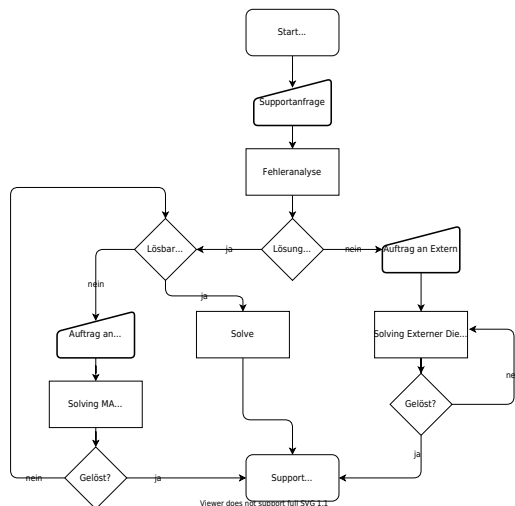 Start...
Supportanfrage
Fehleranalyse
Lösbar...
ja
Lösung...
nein
Auftrag an Extern
nein
ja
Auftrag an...
Solve
Solving Externer Die...
ne
Solving MA...
Gelöst?
ja
Gelöst?
nein
ja
Support...
Viewer does not support full SVG 1.1